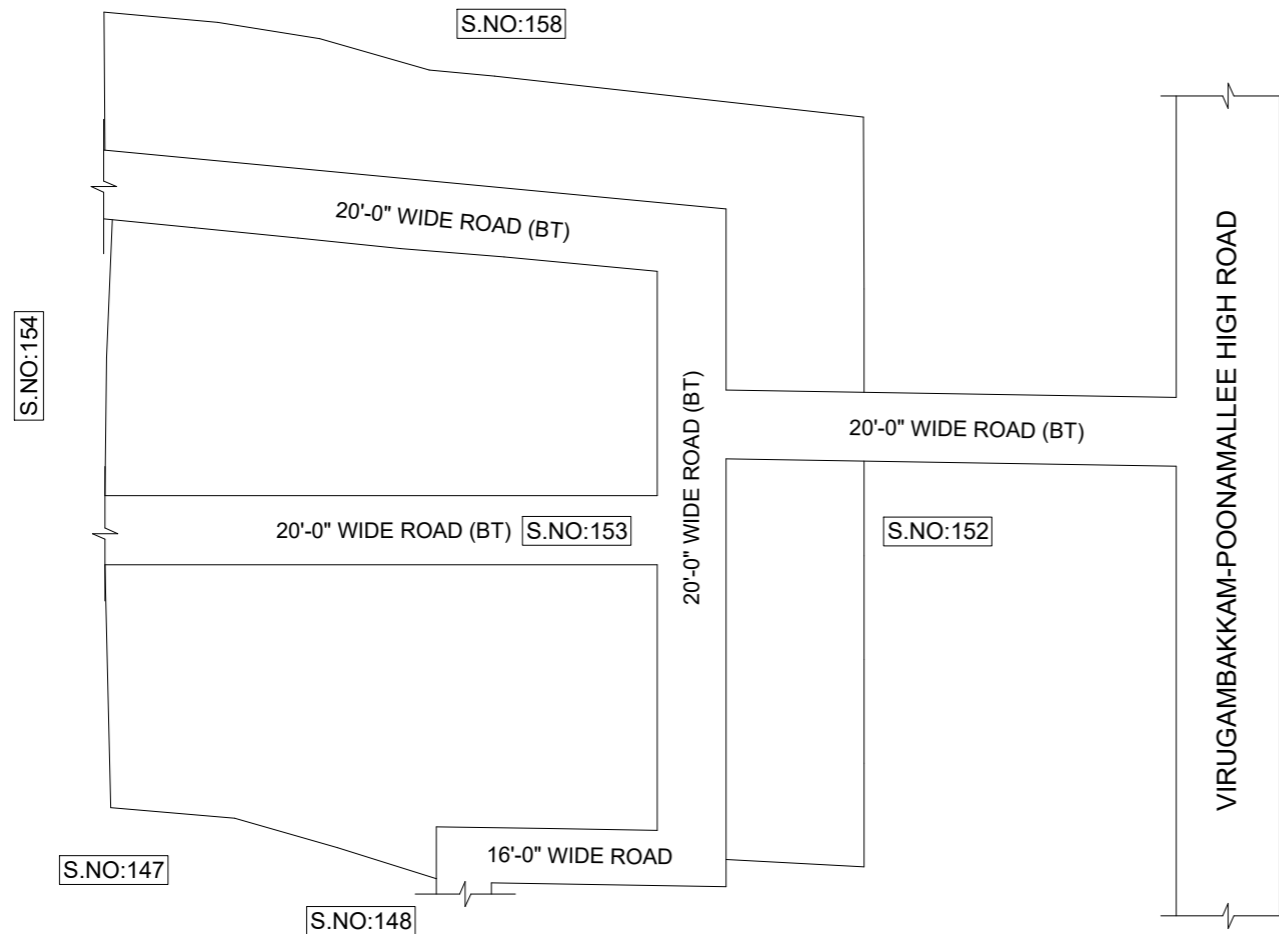 S.NO:158
20'-0" WIDE ROAD (BT)
S.NO:154
20'-0" WIDE ROAD (BT)
20'-0" WIDE ROAD (BT)
VIRUGAMBAKKAM-POONAMALLEE HIGH ROAD
20'-0" WIDE ROAD (BT)
S.NO:153
S.NO:152
16'-0" WIDE ROAD
S.NO:147
S.NO:148